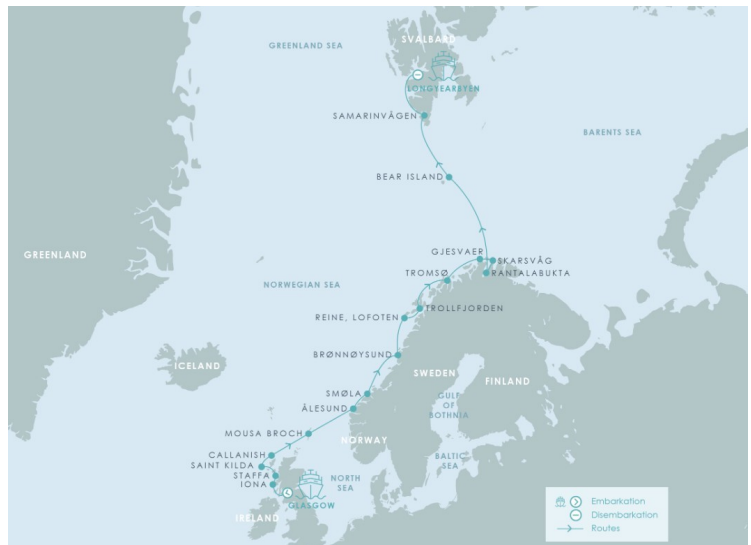 GREENLAND SEA
SVALBARD
LONGYEARBYEN
SAMARINVÅGEN
BARENTS SEA
BEAR ISLAND
GREENLAND
GJESVAER
SKARSVÅG
TROMSØ
RANTALABUKTA
NORWEGIAN SEA
TROLLFJORDEN
REINE, LOFOTEN
BRØNNØYSUND
ICELAND
SWEDEN
FINLAND
SMØLA
GULF
OF
BOTHNIA
ÅLESUND
MOUSA BROCH
NORWAY
CALLANISH
BALTIC
SEA
SAINT KILDA
STAFFA
NORTH
SEA
IONA
GLASGOW
IRELAND
Embarkation
Disembarkation
Routes